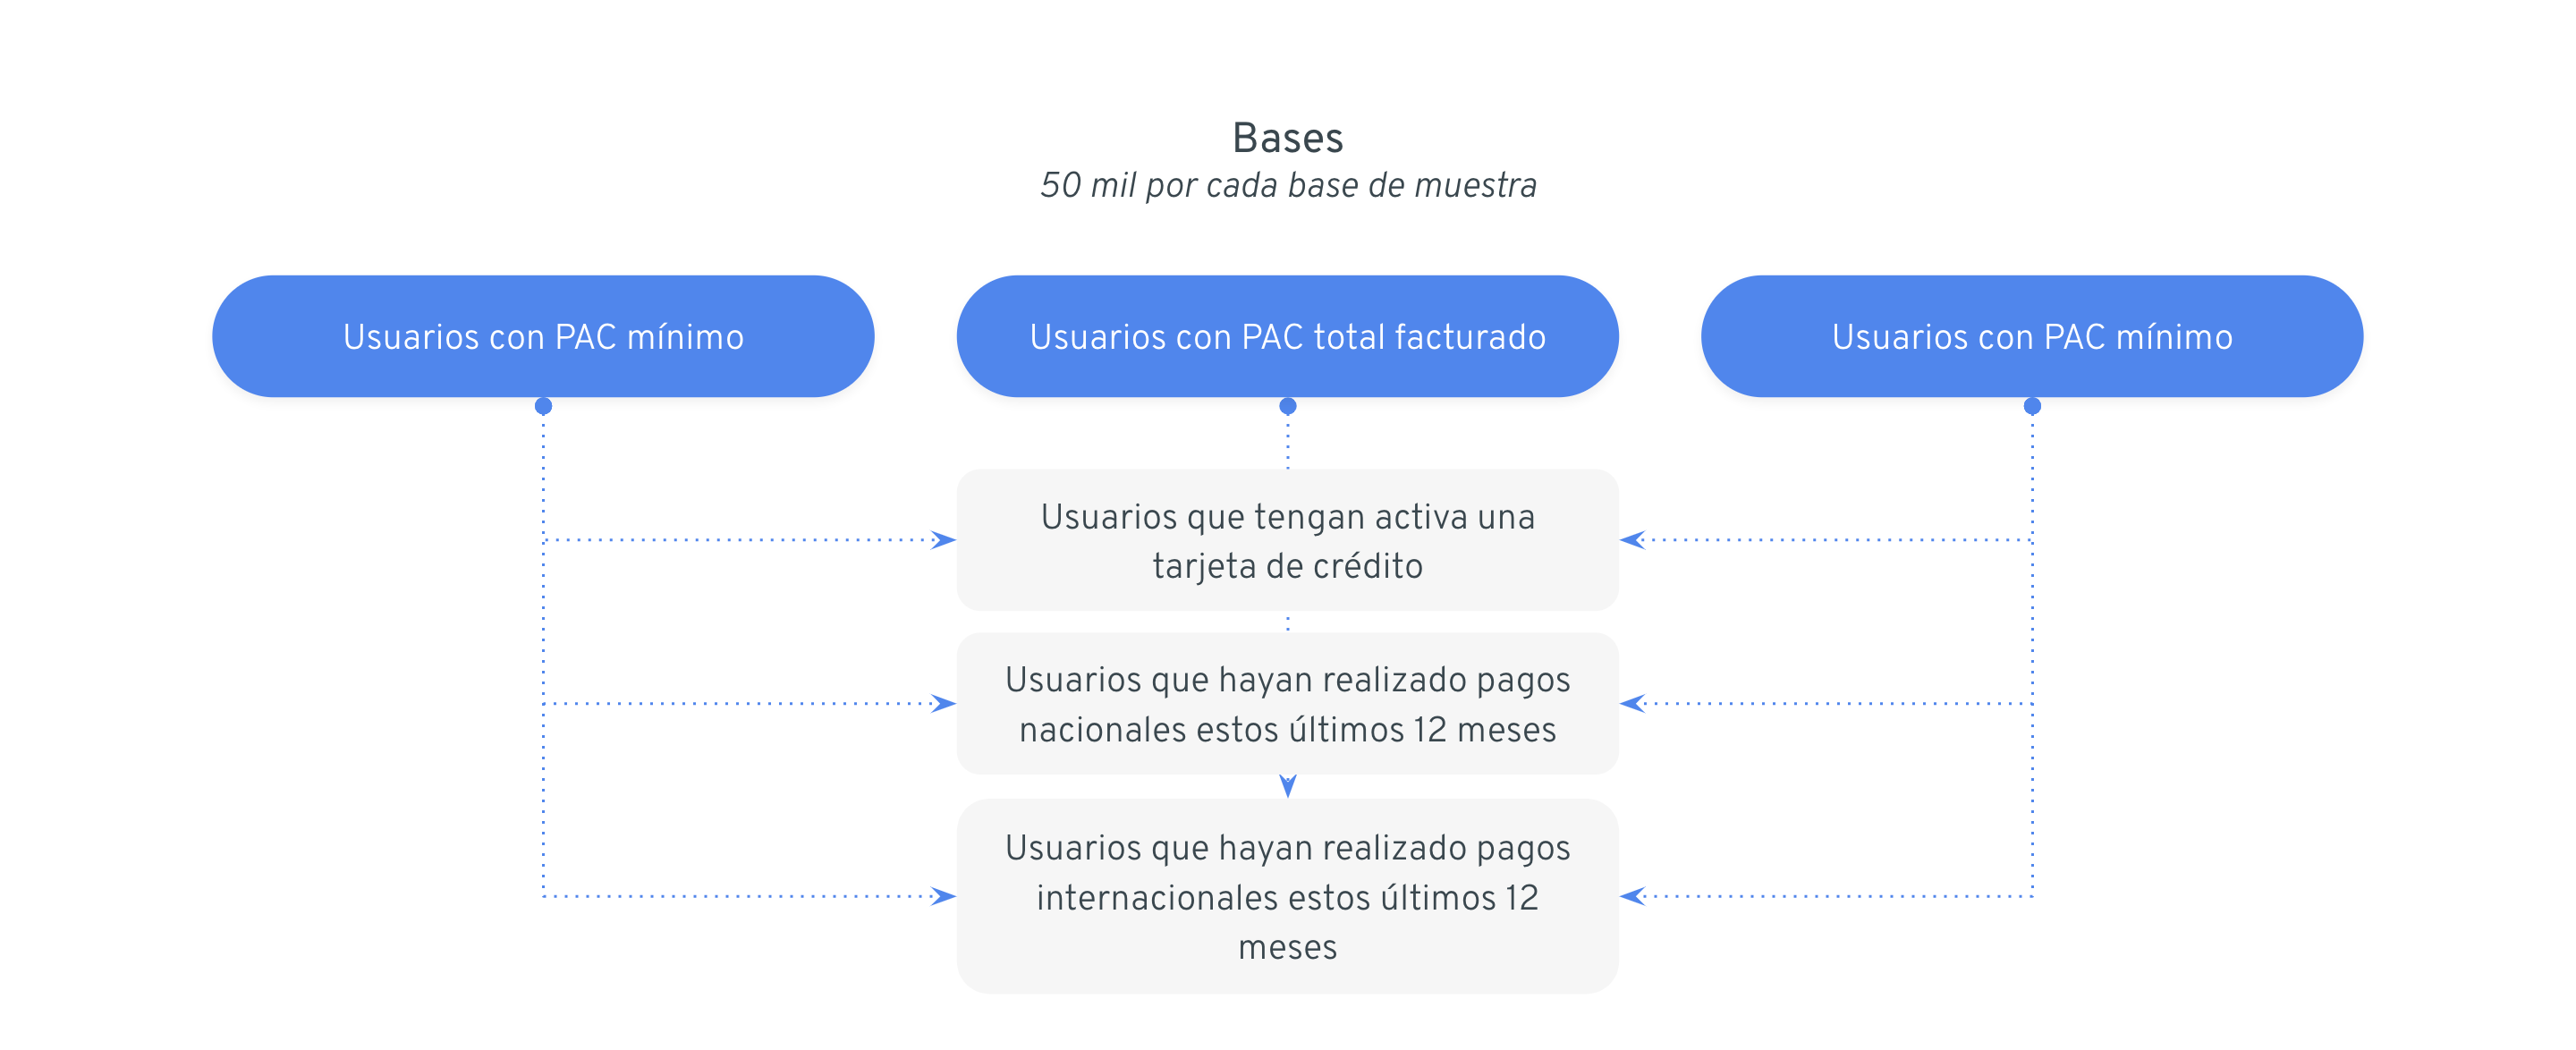 Bases
50 mil por cada base de muestra
Usuarios con PAC mínimo
Usuarios con PAC total facturado
Usuarios con PAC mínimo
Usuarios que tengan activa una
tarjeta de crédito
Usuarios que hayan realizado pagos
nacionales estos últimos 12 meses
Usuarios que hayan realizado pagos
internacionales estos últimos 12
meses